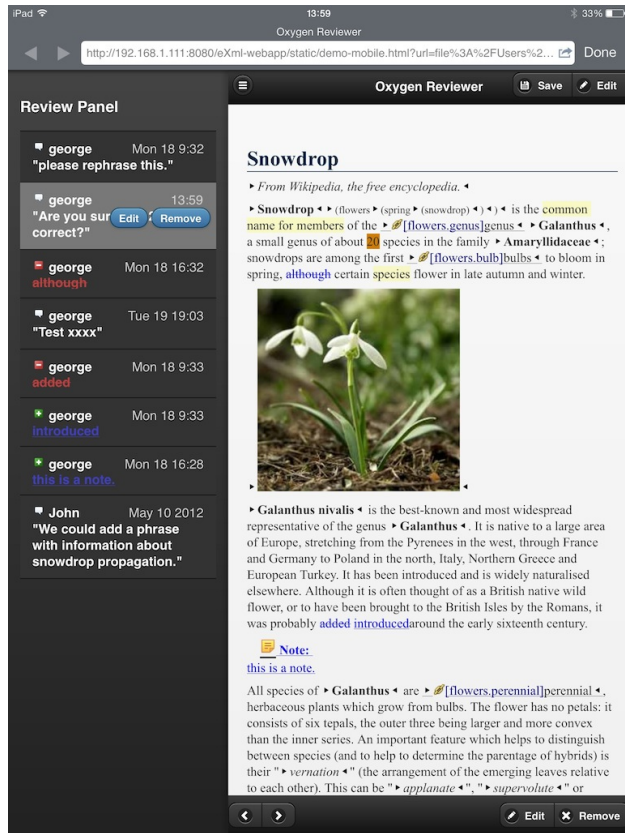 iPad 13:59 33%
Oxygen Reviewer
http://192.168.1.111:8080/eXml-webapp/static/demo-mobile.html?url=file%3A%2FUsers%2... Done
Review Panel
george Mon 18 9:32
"please rephrase this."
george 13:59
"Are you sur Edit Remove
correct?"
george Mon 18 16:32
although
george Tue 19 19:03
"Test xxxx"
george Mon 18 9:33
added
george Mon 18 9:33
introduced
george Mon 18 16:28
this is a note.
John May 10 2012
"We could add a phrase
with information about
snowdrop propagation."
Oxygen Reviewer Save Edit
Snowdrop
From Wikipedia, the free encyclopedia.
Snowdrop (flowers (spring (snowdrop) ) ) is the common
name for members of the [flowers.genus]genus Galanthus ,
a small genus of about 20 species in the family Amaryllidaceae ;
snowdrops are among the first [flowers.bulb]bulbs to bloom in
spring, although certain species flower in late autumn and winter.
Galanthus nivalis is the best-known and most widespread
representative of the genus Galanthus . It is native to a large area
of Europe, stretching from the Pyrenees in the west, through France
and Germany to Poland in the north, Italy, Northern Greece and
European Turkey. It has been introduced and is widely naturalised
elsewhere. Although it is often thought of as a British native wild
flower, or to have been brought to the British Isles by the Romans, it
was probably added introducedaround the early sixteenth century.
Note:
this is a note.
All species of Galanthus are [flowers.perennial]perennial ,
herbaceous plants which grow from bulbs. The flower has no petals: it
consists of six tepals, the outer three being larger and more convex
than the inner series. An important feature which helps to distinguish
between species (and to help to determine the parentage of hybrids) is
their " vernation " (the arrangement of the emerging leaves relative
to each other). This can be " applanate ", " supervolute " or
Edit Remove